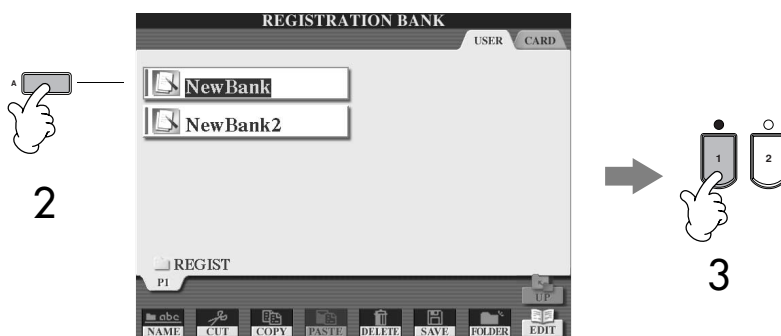 REGISTRATION BANK
USER CARD
A
NewBank
NewBank2
1 2
2
3
REGIST
P1
UP
abc
NAME CUT COPY PASTE DELETE SAVE FOLDER EDIT